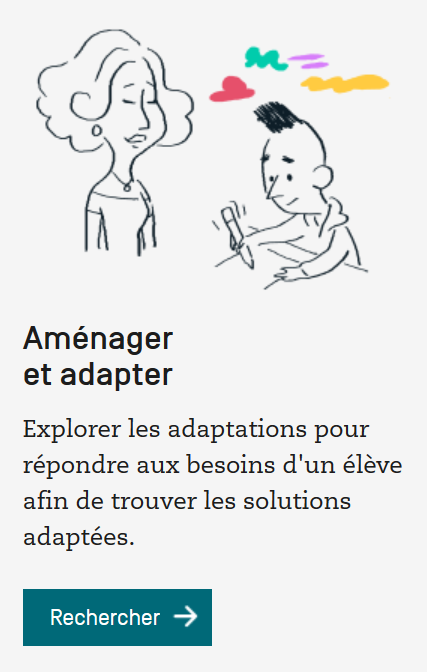 Aménager
et adapter
Explorer les adaptations pour
répondre aux besoins d'un élève
afin de trouver les solutions
adaptées.
Rechercher